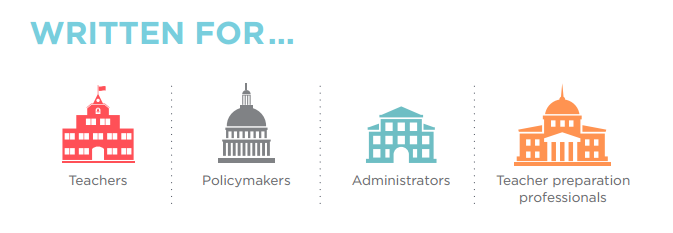 WRITTEN FOR...
Teachers
Policymakers
Administrators
Teacher preparation
professionals